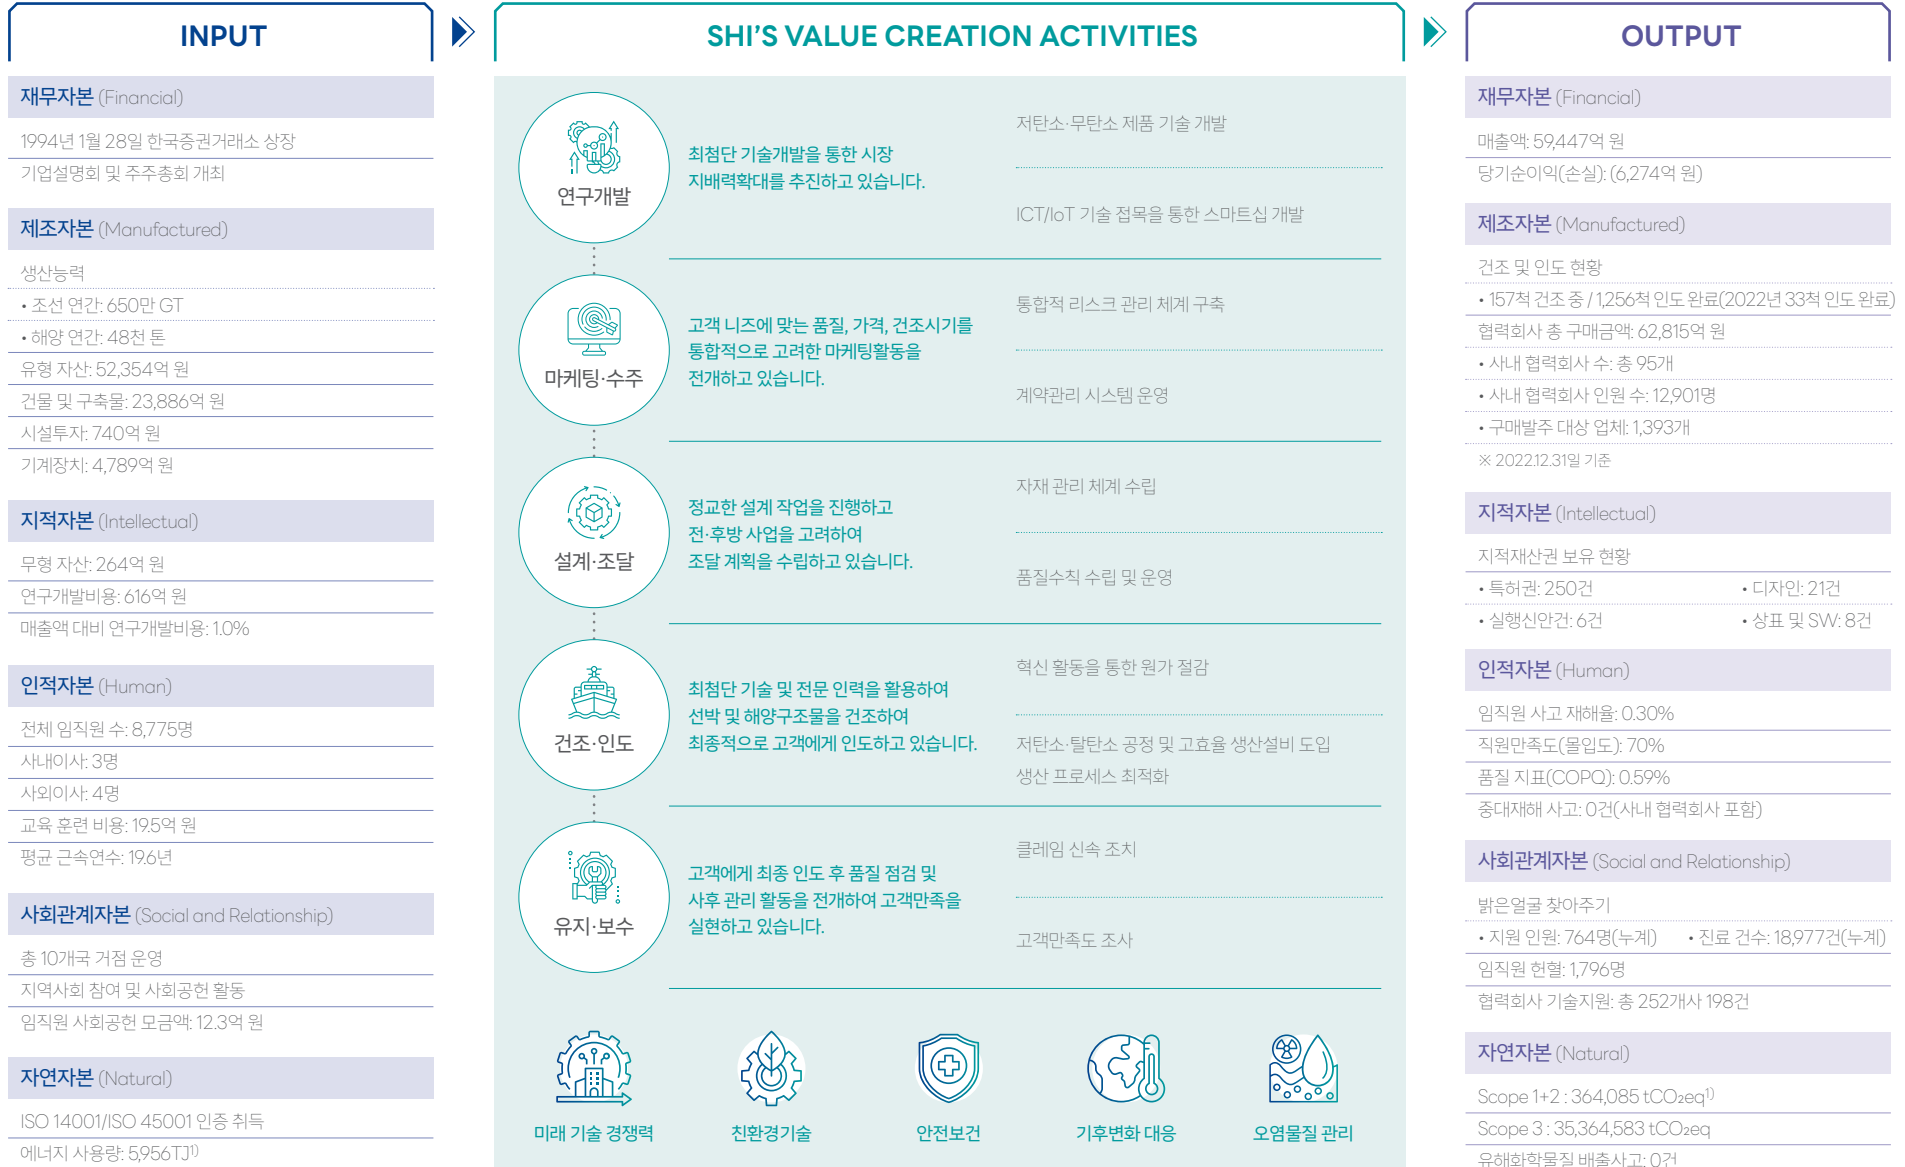 INPUT
재무자본 (Financial)
1994년 1월 28일 한국증권거래소 상장
기업설명회 및 주주총회 개최
제조자본 (Manufactured)
생산능력
• 조선 연간: 650만 GT
• 해양 연간: 48천 톤
유형 자산: 52,354억 원
건물 및 구축물: 23,886억 원
시설투자: 740억 원
기계장치: 4,789억 원
지적자본 (Intellectual)
무형 자산: 264억 원
연구개발비용: 616억 원
매출액 대비 연구개발비용: 1.0%
인적자본 (Human)
전체 임직원 수: 8,775명
사내이사: 3명
사외이사: 4명
교육 훈련 비용: 19.5억 원
평균 근속연수: 19.6년
사회관계자본 (Social and Relationship)
총 10개국 거점 운영
지역사회 참여 및 사회공헌 활동
임직원 사회공헌 모금액: 12.3억 원
자연자본 (Natural)
ISO 14001/ISO 45001 인증 취득
에너지 사용량: 5,956TJ1)
SHI'S VALUE CREATION ACTIVITIES
연구개발
최첨단 기술개발을 통한 시장
지배력확대를 추진하고 있습니다.
저탄소·무탄소 제품 기술 개발
ICT/IoT 기술 접목을 통한 스마트십 개발
마케팅·수주
고객 니즈에 맞는 품질, 가격, 건조시기를
통합적으로 고려한 마케팅활동을
전개하고 있습니다.
통합적 리스크 관리 체계 구축
계약관리 시스템 운영
설계·조달
정교한 설계 작업을 진행하고
전·후방 사업을 고려하여
조달 계획을 수립하고 있습니다.
자재 관리 체계 수립
품질수칙 수립 및 운영
건조·인도
최첨단 기술 및 전문 인력을 활용하여
선박 및 해양구조물을 건조하여
최종적으로 고객에게 인도하고 있습니다.
혁신 활동을 통한 원가 절감
저탄소·탈탄소 공정 및 고효율 생산설비 도입
생산 프로세스 최적화
유지·보수
고객에게 최종 인도 후 품질 점검 및
사후 관리 활동을 전개하여 고객만족을
실현하고 있습니다.
클레임 신속 조치
고객만족도 조사
미래 기술 경쟁력
친환경기술
안전보건
기후변화 대응
오염물질 관리
OUTPUT
재무자본 (Financial)
매출액: 59,447억 원
당기순이익(손실): (6,274억 원)
제조자본 (Manufactured)
건조 및 인도 현황
• 157척 건조 중 / 1,256척 인도 완료(2022년 33척 인도 완료)
협력회사 총 구매금액: 62,815억 원
• 사내 협력회사 수: 총 95개
• 사내 협력회사 인원 수: 12,901명
• 구매발주 대상 업체: 1,393개
※ 2022.12.31일 기준
지적자본 (Intellectual)
지적재산권 보유 현황
• 특허권: 250건 • 디자인: 21건
• 실행신안건: 6건 • 상표 및 SW: 8건
인적자본 (Human)
임직원 사고 재해율: 0.30%
직원만족도(몰입도): 70%
품질 지표(COPQ): 0.59%
중대재해 사고: 0건(사내 협력회사 포함)
사회관계자본 (Social and Relationship)
밝은얼굴 찾아주기
• 지원 인원: 764명(누계) • 진료 건수: 18,977건(누계)
임직원 헌혈: 1,796명
협력회사 기술지원: 총 252개사 198건
자연자본 (Natural)
Scope 1+2 : 364,085 tCO₂eq1)
Scope 3 : 35,364,583 tCO₂eq
유해화학물질 배출사고: 0건